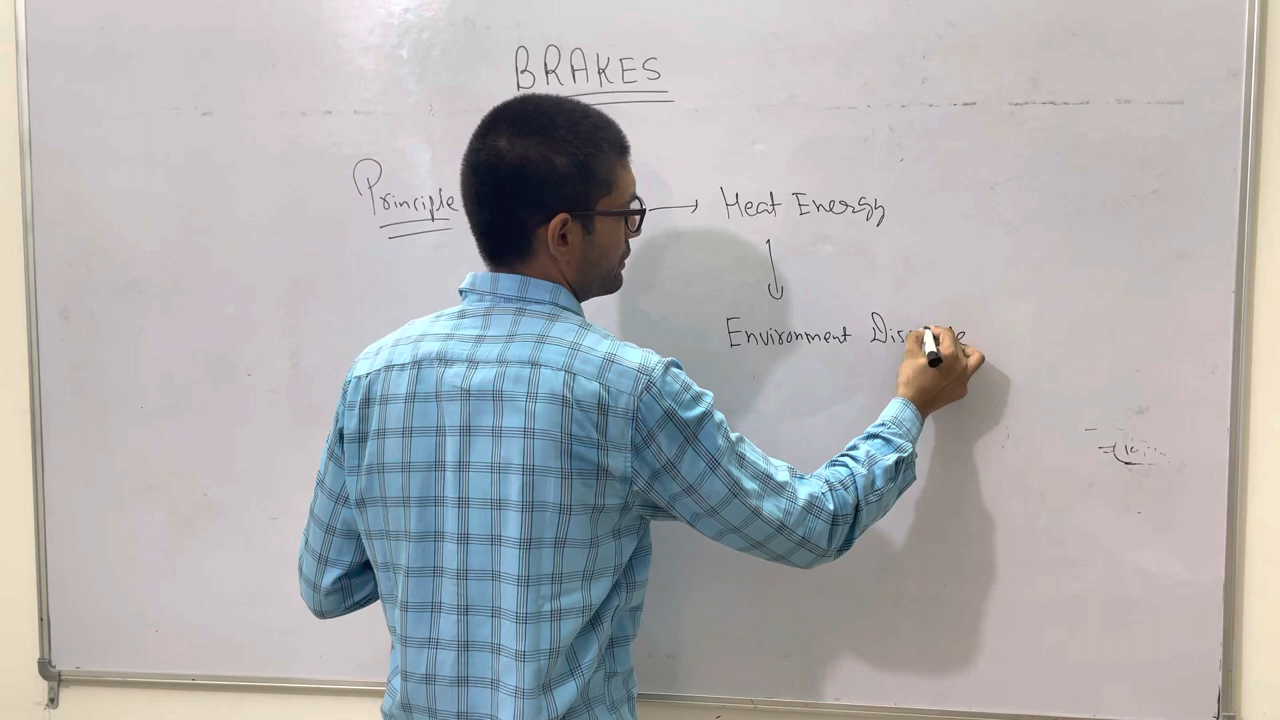 BRAKES
Principle → Heat Energy
↓
Environment